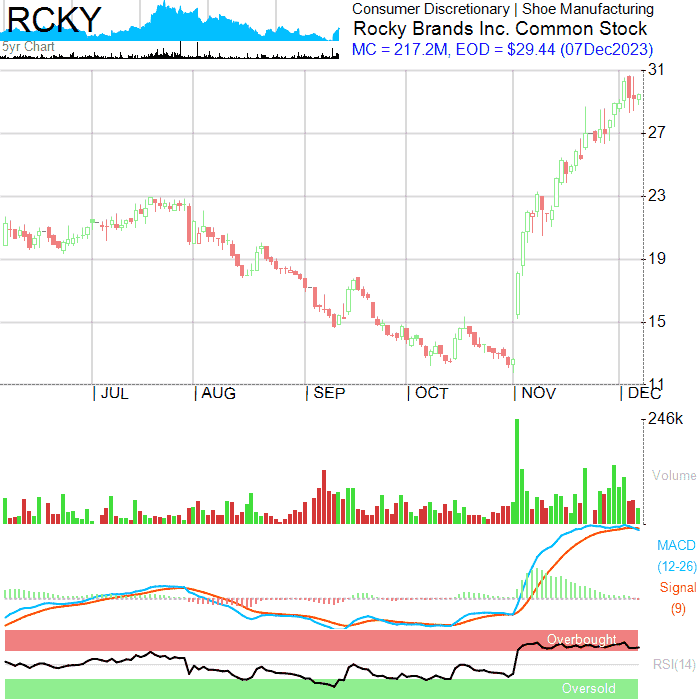 RCKY
5yr Chart
Consumer Discretionary | Shoe Manufacturing
Rocky Brands Inc. Common Stock
MC = 217.2M, EOD = $29.44 (07Dec2023)
31
27
23
19
15
11
| JUL | AUG | SEP | OCT | NOV | DEC
246k
Volume
MACD
(12-26)
Signal
(9)
Overbought
RSI(14)
Oversold